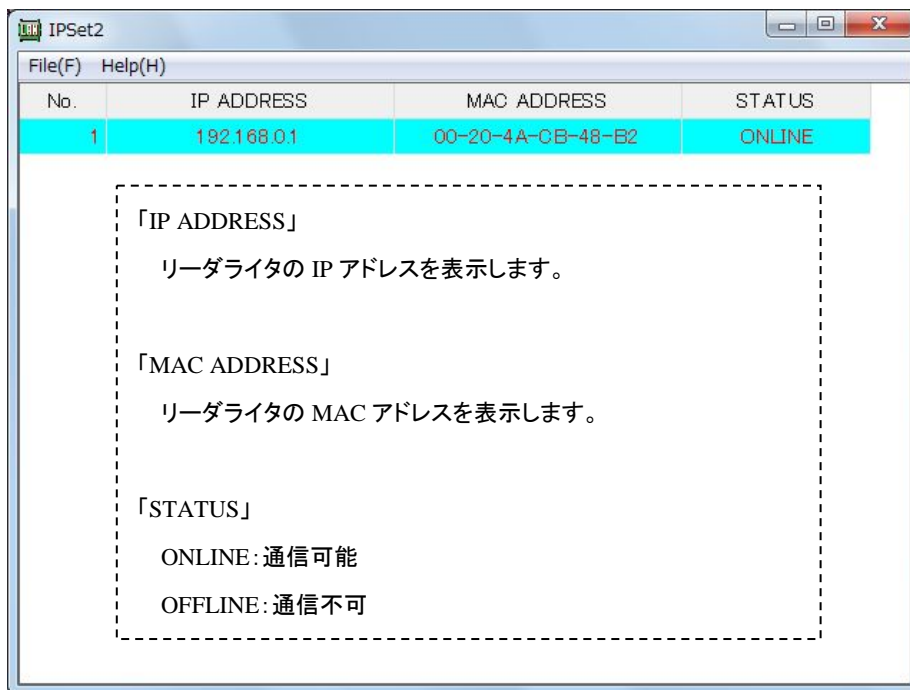 IPSet2
File(F) Help(H)
No. IP ADDRESS MAC ADDRESS STATUS
1 192.168.0.1 00-20-4A-CB-48-B2 ONLINE
「IP ADDRESS」
リーダライタの IP アドレスを表示します。
「MAC ADDRESS」
リーダライタの MAC アドレスを表示します。
「STATUS」
ONLINE:通信可能
OFFLINE:通信不可